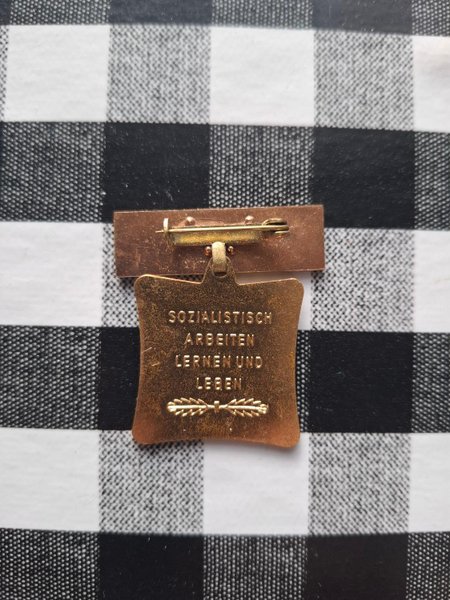 SOZIALISTISCH
ARBEITEN
LERNEN UND
LEBEN